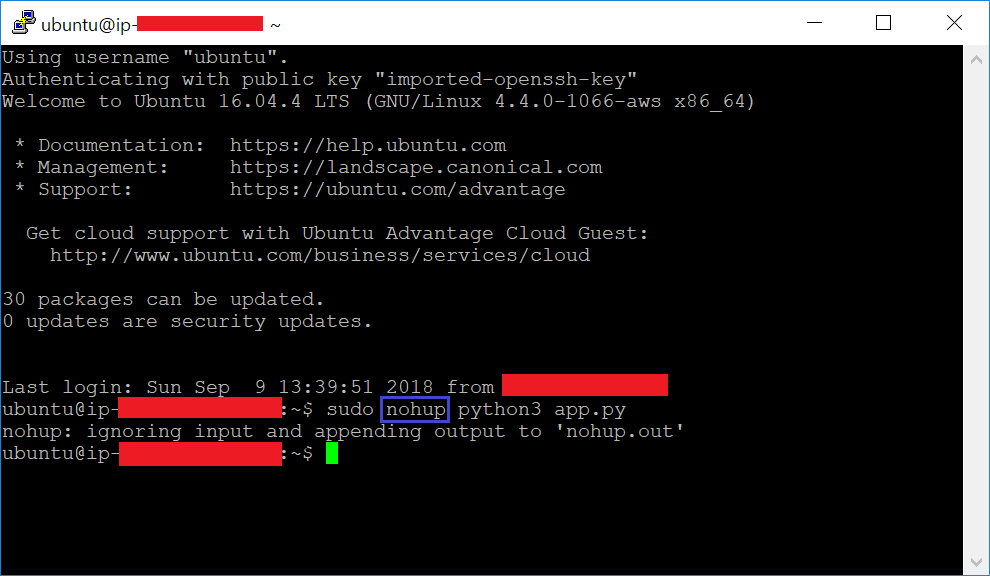 ubuntu@ip- ~
Using username "ubuntu".
Authenticating with public key "imported-openssh-key"
Welcome to Ubuntu 16.04.4 LTS (GNU/Linux 4.4.0-1066-aws x86_64)
* Documentation:  https://help.ubuntu.com
* Management:     https://landscape.canonical.com
* Support:        https://ubuntu.com/advantage
Get cloud support with Ubuntu Advantage Cloud Guest:
http://www.ubuntu.com/business/services/cloud
30 packages can be updated.
0 updates are security updates.
Last login: Sun Sep  9 13:39:51 2018 from
ubuntu@ip- :~$ sudo nohup python3 app.py
nohup: ignoring input and appending output to 'nohup.out'
ubuntu@ip- :~$